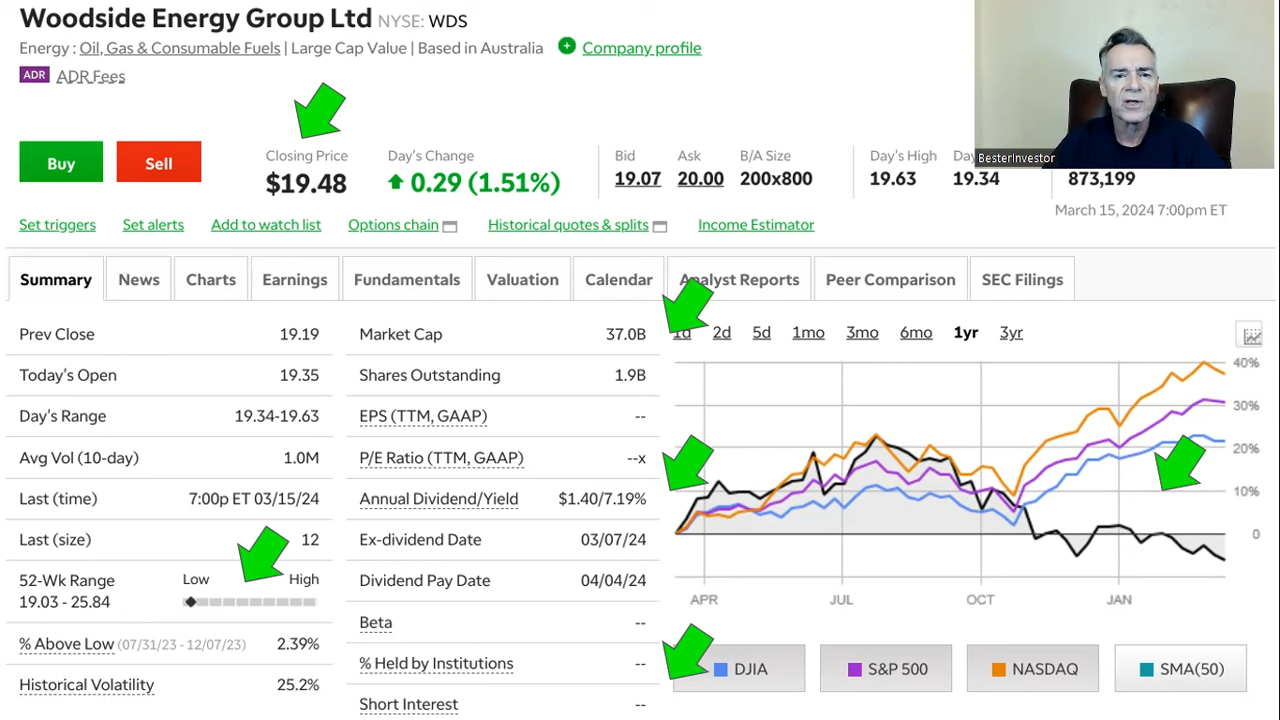 Woodside Energy Group Ltd NYSE: WDS
Energy : Oil, Gas & Consumable Fuels | Large Cap Value | Based in Australia + Company profile
ADR ADR Fees
BesterInvestor
Buy Sell
Closing Price Day's Change Bid Ask B/A Size Day's High
$19.48 0.29 (1.51%) 19.07 20.00 200x800 19.63 19.34 873,199
March 15, 2024 7:00pm ET
Set triggers Set alerts Add to watch list Options chain Historical quotes & splits Income Estimator
Summary News Charts Earnings Fundamentals Valuation Calendar Analyst Reports Peer Comparison SEC Filings
Prev Close 19.19 Market Cap 37.0B 1d 2d 5d 1mo 3mo 6mo 1yr 3yr
Today's Open 19.35 Shares Outstanding 1.9B
Day's Range 19.34-19.63 EPS (TTM, GAAP) --
Avg Vol (10-day) 1.0M P/E Ratio (TTM, GAAP) --x
Last (time) 7:00p ET 03/15/24 Annual Dividend/Yield $1.40/7.19%
Last (size) 12 Ex-dividend Date 03/07/24
52-Wk Range Low High Dividend Pay Date 04/04/24
19.03 - 25.84
Beta --
% Above Low (07/31/23 - 12/07/23) 2.39% % Held by Institutions --
Historical Volatility 25.2% Short Interest --
40%
30%
20%
10%
0
APR JUL OCT JAN
DJIA S&P 500 NASDAQ SMA(50)